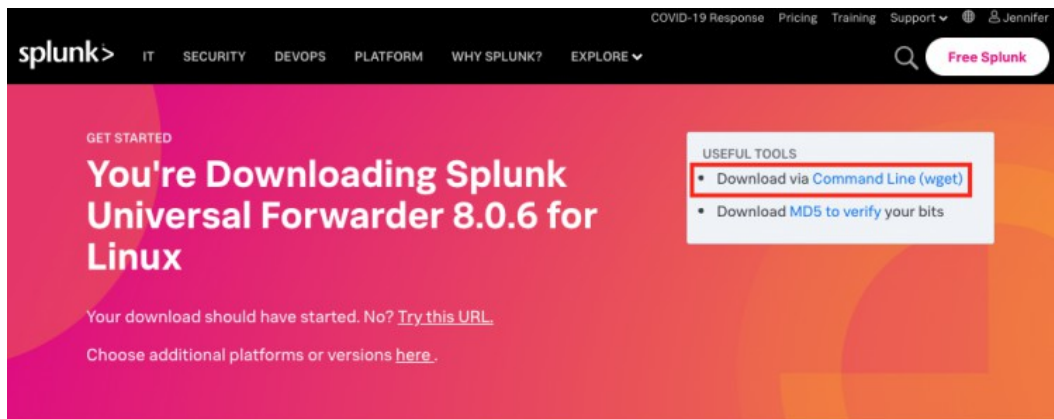 COVID-19 Response Pricing Training Support Jennifer
splunk> IT SECURITY DEVOPS PLATFORM WHY SPLUNK? EXPLORE Free Splunk
GET STARTED
You're Downloading Splunk
Universal Forwarder 8.0.6 for
Linux
Your download should have started. No? Try this URL.
Choose additional platforms or versions here .
USEFUL TOOLS
• Download via Command Line (wget)
• Download MD5 to verify your bits